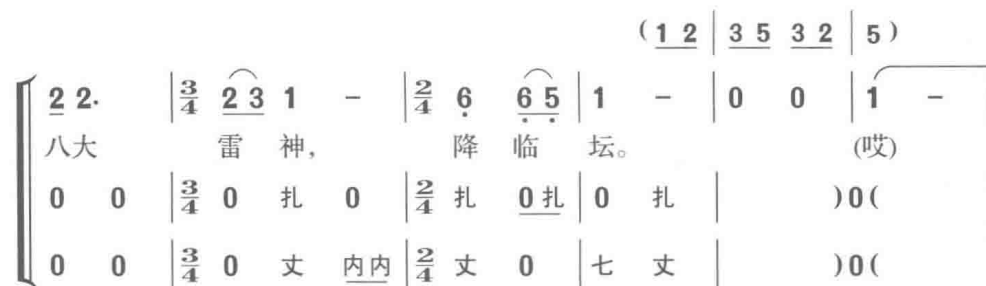 (1 2 | 3 5 3 2 | 5 )
2 2· | 3/4 2 3 1 - | 2/4 6 6 5 | 1 - | 0 0 | 1 -
八大 雷 神， 降 临 坛。 (哎)
0 0 | 3/4 0 扎 0 | 2/4 扎 0 扎 | 0 扎 | )0(
0 0 | 3/4 0 丈 内内 | 2/4 丈 0 | 七 丈 | )0(